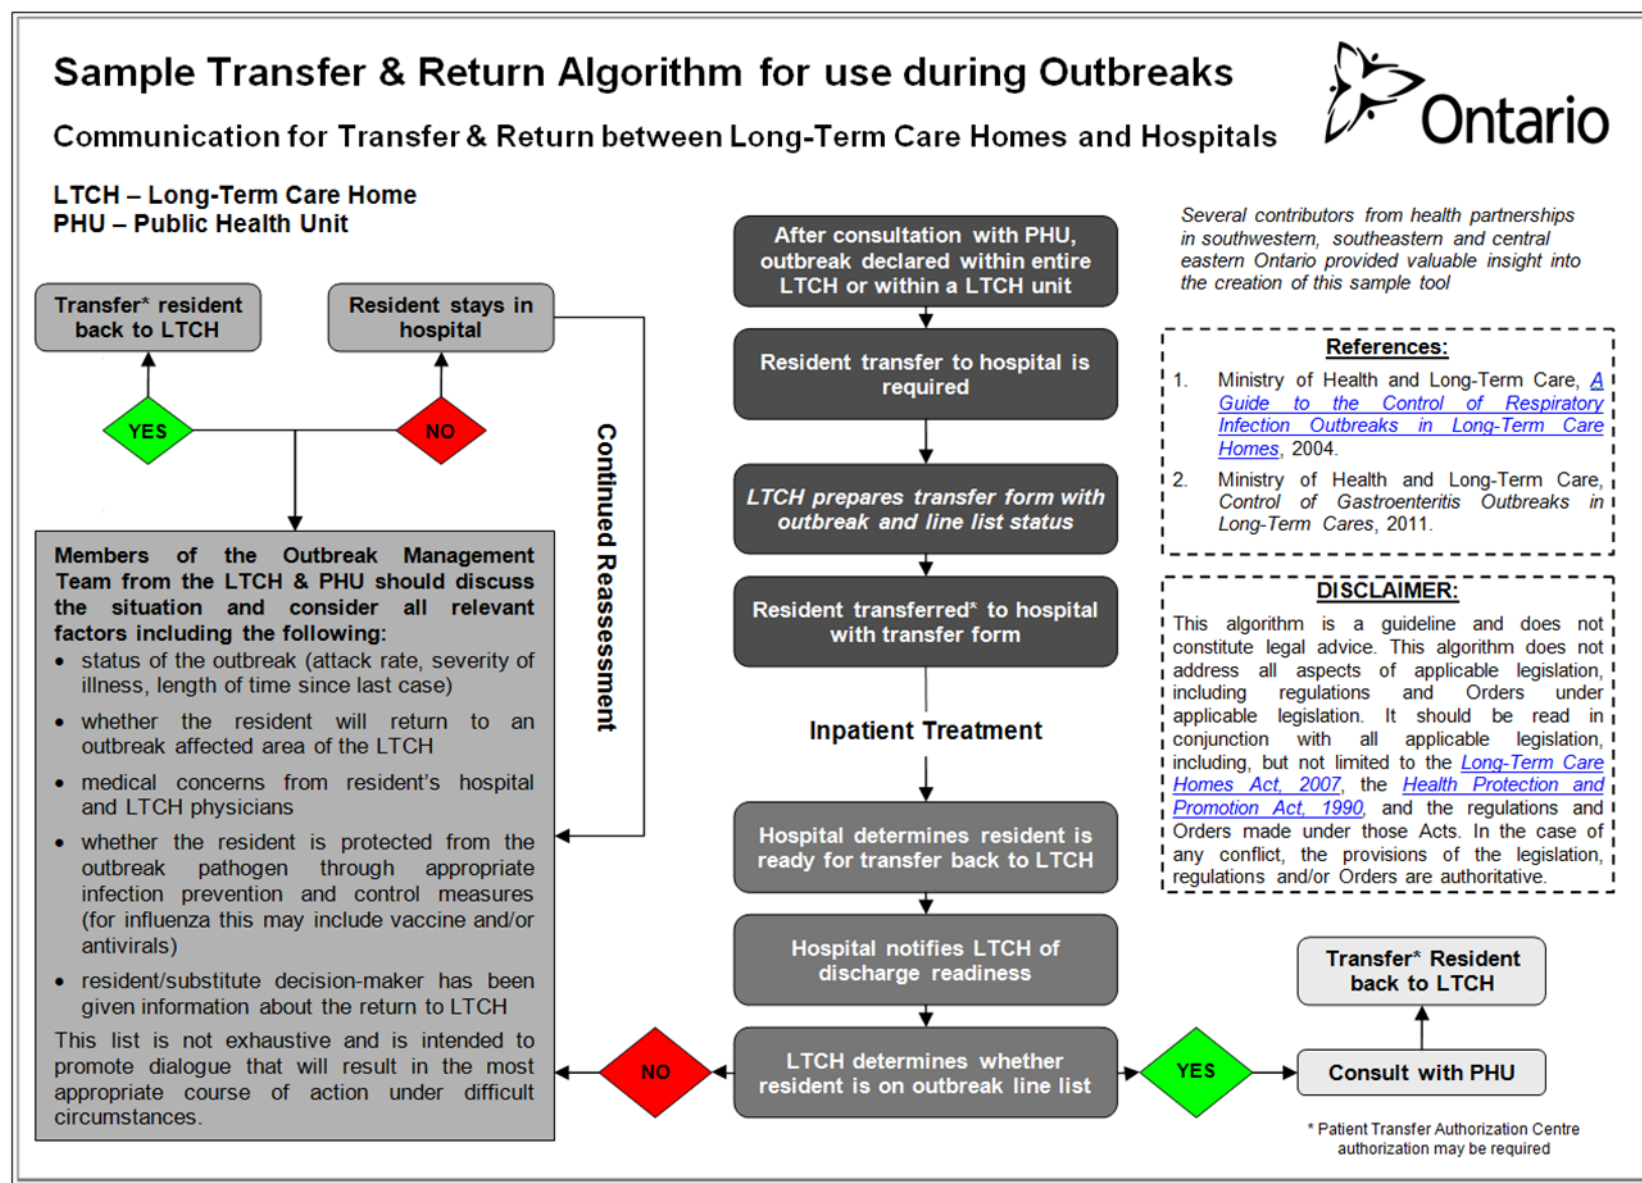 Sample Transfer & Return Algorithm for use during Outbreaks
Communication for Transfer & Return between Long-Term Care Homes and Hospitals
Ontario
LTCH – Long-Term Care Home
PHU – Public Health Unit
Transfer* resident
back to LTCH
Resident stays in
hospital
YES
NO
Continued Reassessment
Members of the Outbreak Management
Team from the LTCH & PHU should discuss
the situation and consider all relevant
factors including the following:
• status of the outbreak (attack rate, severity of
illness, length of time since last case)
• whether the resident will return to an
outbreak affected area of the LTCH
• medical concerns from resident's hospital
and LTCH physicians
• whether the resident is protected from the
outbreak pathogen through appropriate
infection prevention and control measures
(for influenza this may include vaccine and/or
antivirals)
• resident/substitute decision-maker has been
given information about the return to LTCH
This list is not exhaustive and is intended to
promote dialogue that will result in the most
appropriate course of action under difficult
circumstances.
After consultation with PHU,
outbreak declared within entire
LTCH or within a LTCH unit
Resident transfer to hospital is
required
LTCH prepares transfer form with
outbreak and line list status
Resident transferred* to hospital
with transfer form
Inpatient Treatment
Hospital determines resident is
ready for transfer back to LTCH
Hospital notifies LTCH of
discharge readiness
LTCH determines whether
resident is on outbreak line list
NO
YES
Consult with PHU
Transfer* Resident
back to LTCH
* Patient Transfer Authorization Centre
authorization may be required
Several contributors from health partnerships
in southwestern, southeastern and central
eastern Ontario provided valuable insight into
the creation of this sample tool
References:
1. Ministry of Health and Long-Term Care, A
Guide to the Control of Respiratory
Infection Outbreaks in Long-Term Care
Homes, 2004.
2. Ministry of Health and Long-Term Care,
Control of Gastroenteritis Outbreaks in
Long-Term Cares, 2011.
DISCLAIMER:
This algorithm is a guideline and does not
constitute legal advice. This algorithm does not
address all aspects of applicable legislation,
including regulations and Orders under
applicable legislation. It should be read in
conjunction with all applicable legislation,
including, but not limited to the Long-Term Care
Homes Act, 2007, the Health Protection and
Promotion Act, 1990, and the regulations and
Orders made under those Acts. In the case of
any conflict, the provisions of the legislation,
regulations and/or Orders are authoritative.